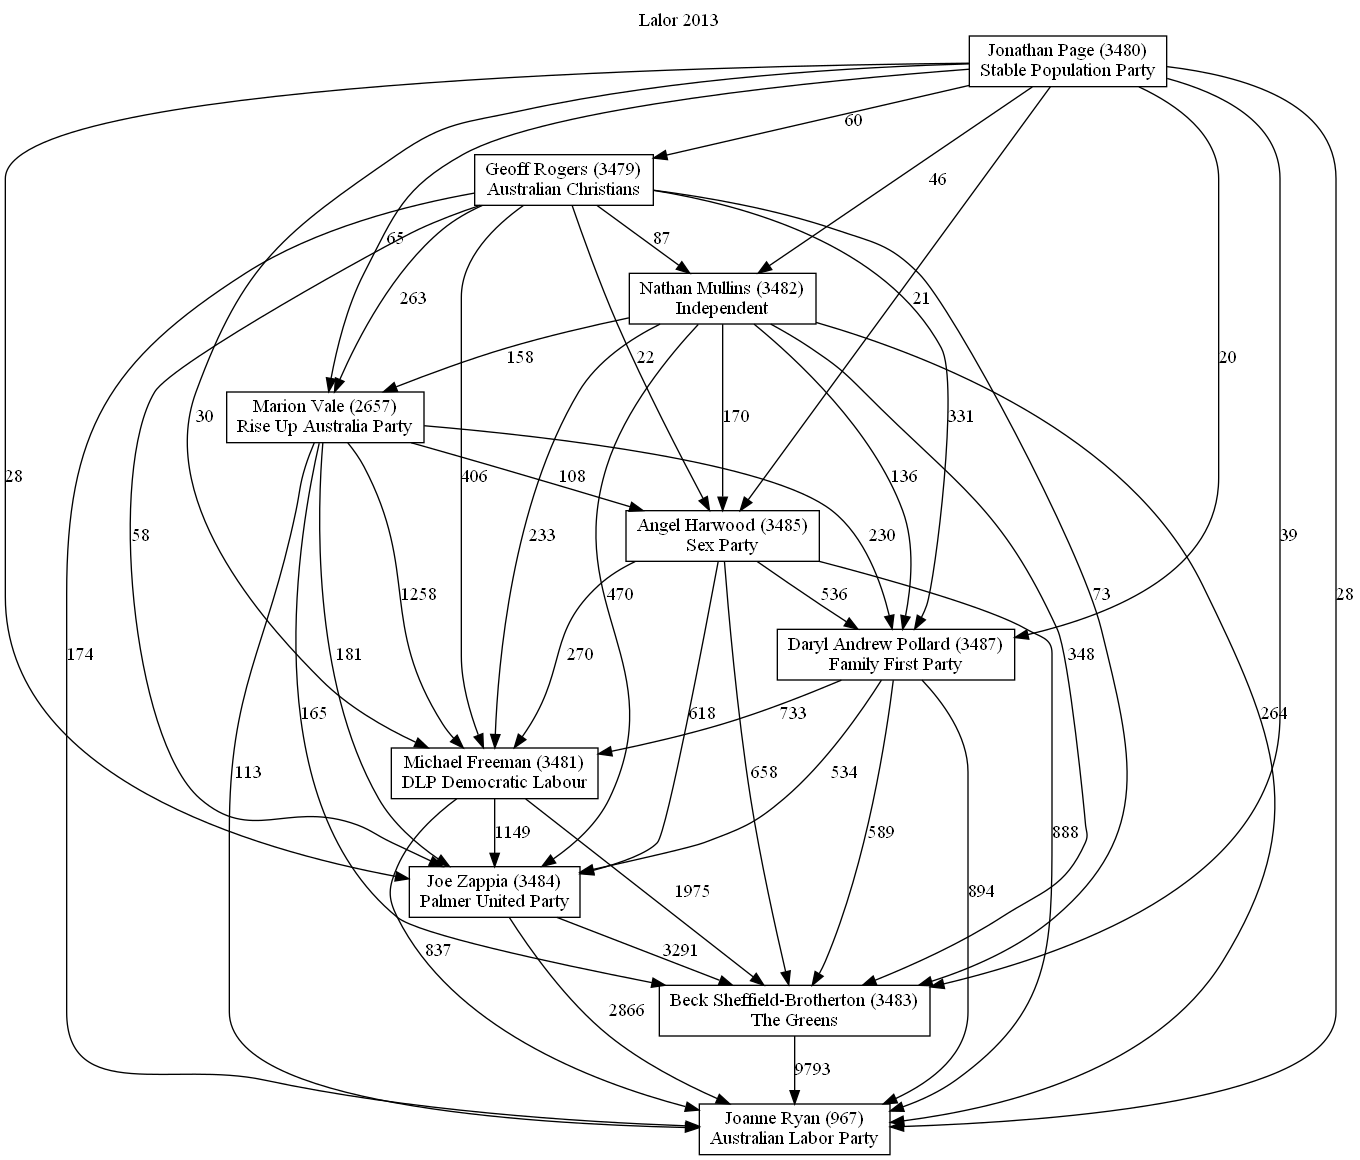 Lalor 2013
Jonathan Page (3480)
Stable Population Party
60
Geoff Rogers (3479)
Australian Christians
46
65
87
263
21
Nathan Mullins (3482)
Independent
158
22
20
30
Marion Vale (2657)
Rise Up Australia Party
170
331
28
406
108
136
Angel Harwood (3485)
Sex Party
58
233
230
39
1258
470
536
73
28
174
181
270
Daryl Andrew Pollard (3487)
Family First Party
348
165
618
733
264
113
Michael Freeman (3481)
DLP Democratic Labour
658
534
1149
589
888
Joe Zappia (3484)
Palmer United Party
1975
894
837
3291
Beck Sheffield-Brotherton (3483)
The Greens
2866
9793
Joanne Ryan (967)
Australian Labor Party